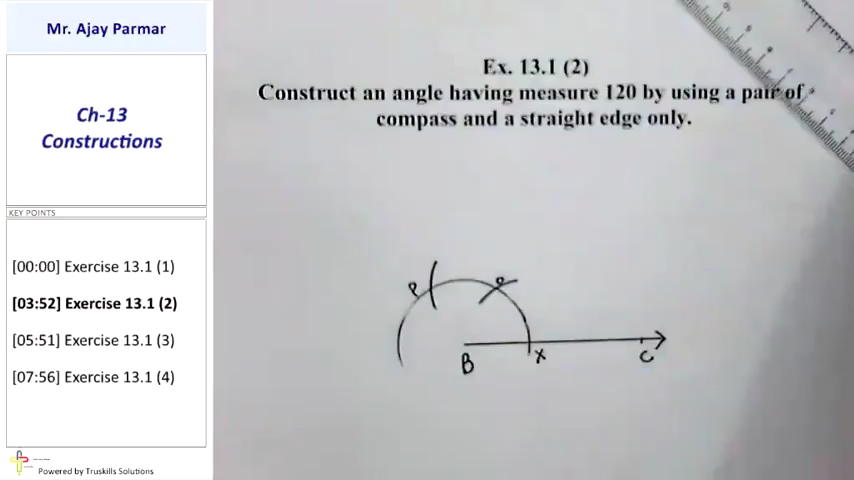 Mr. Ajay Parmar
Ch-13
Constructions
KEY POINTS
[00:00] Exercise 13.1 (1)
[03:52] Exercise 13.1 (2)
[05:51] Exercise 13.1 (3)
[07:56] Exercise 13.1 (4)
Powered by Truskills Solutions
Ex. 13.1 (2)
Construct an angle having measure 120 by using a pair of
compass and a straight edge only.
B
X
C